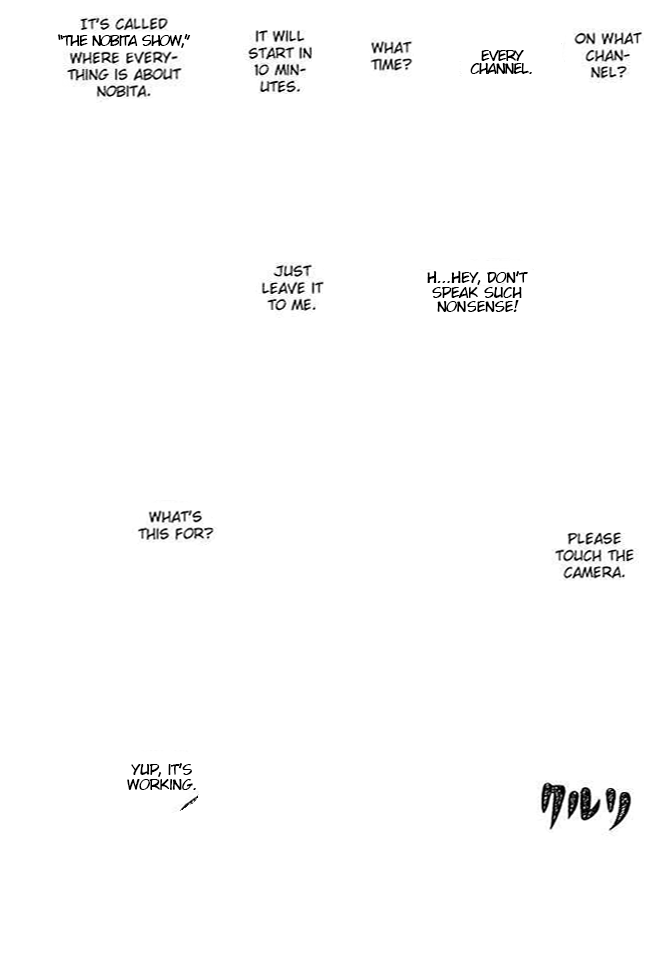 ON WHAT
CHAN-
NEL?
EVERY
CHANNEL.
WHAT
TIME?
IT WILL
START IN
10 MIN-
UTES.
IT'S CALLED
"THE NOBITA SHOW,"
WHERE EVERY-
THING IS ABOUT
NOBITA.
H...HEY, DON'T
SPEAK SUCH
NONSENSE!
JUST
LEAVE IT
TO ME.
PLEASE
TOUCH THE
CAMERA.
WHAT'S
THIS FOR?
クルリ
YUP, IT'S
WORKING.